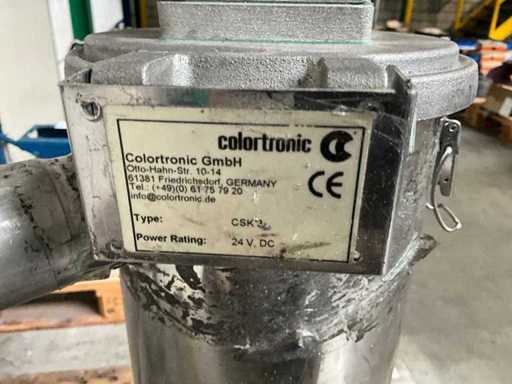 colortronic
Colortronic GmbH
Otto-Hahn-Str. 10-14
61381 Friedrichsdorf, GERMANY
Tel.: (+49)(0) 61 75 79 20
info@colortronic.de
CE
Type:
Power Rating: 24 V, DC